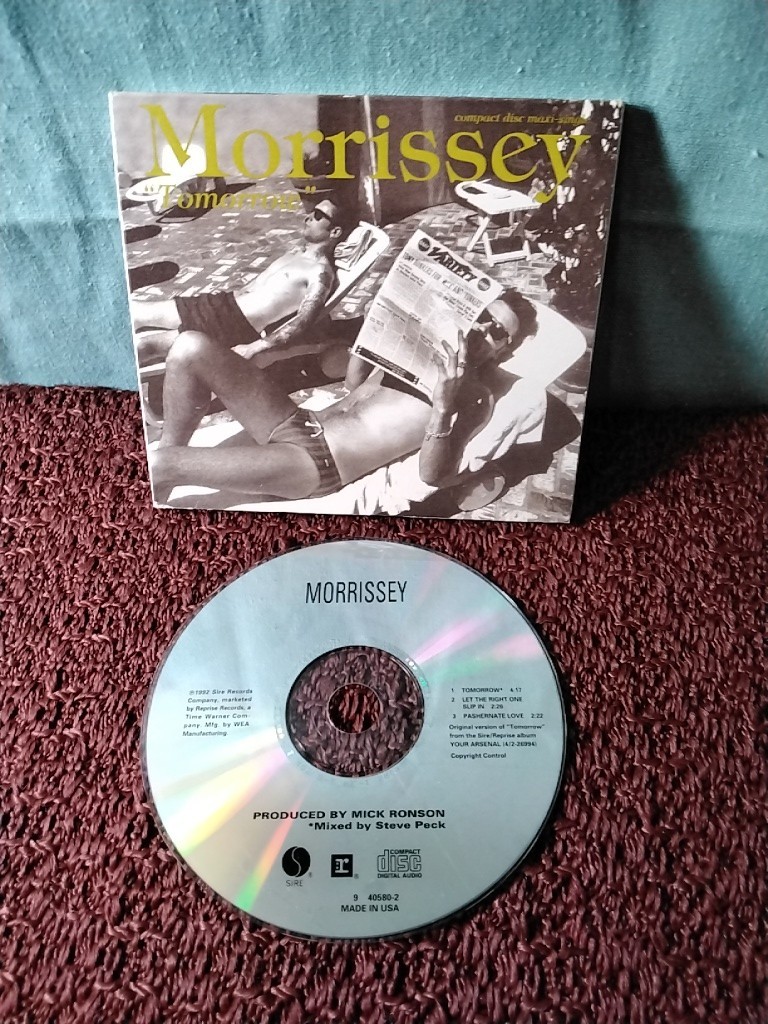 Morrissey
compact disc maxi-single
"Tomorrow"
VARIETY
MORRISSEY
℗1992 Sire Records
Company, marketed
by Reprise Records, a
Time Warner Com-
pany. Mfg. by WEA
Manufacturing.
1 TOMORROW* 4:17
2 LET THE RIGHT ONE
SLIP IN 2:26
3 PASHERNATE LOVE 2:22
Original version of "Tomorrow"
from the Sire/Reprise album
YOUR ARSENAL (4/2-26994)
Copyright Control
PRODUCED BY MICK RONSON
*Mixed by Steve Peck
SIRE
r
COMPACT
disc
DIGITAL AUDIO
9 40580-2
MADE IN USA